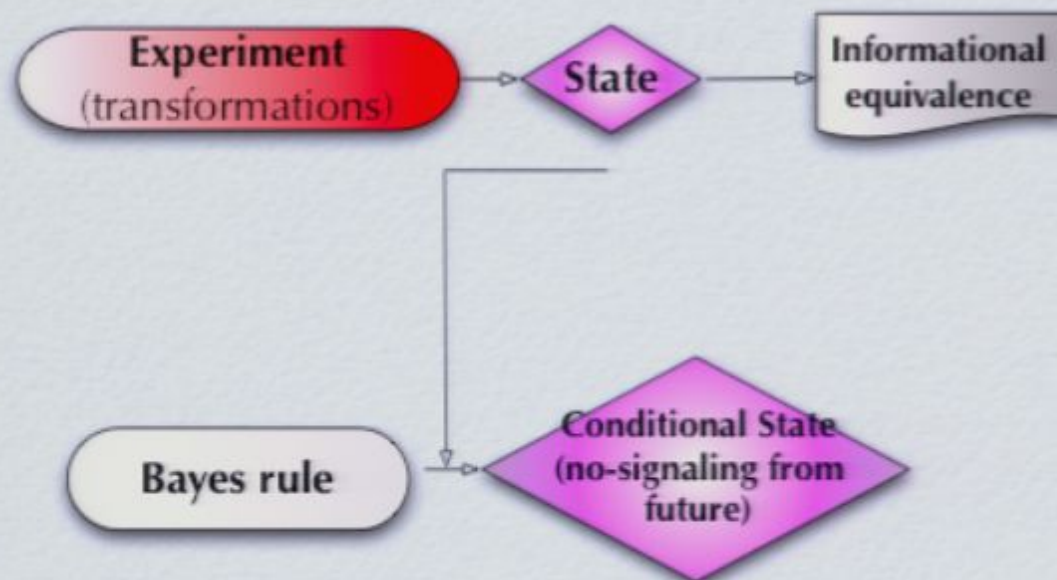 Experiment
(transformations)
State
Informational
equivalence
Bayes rule
Conditional State
(no-signaling from
future)